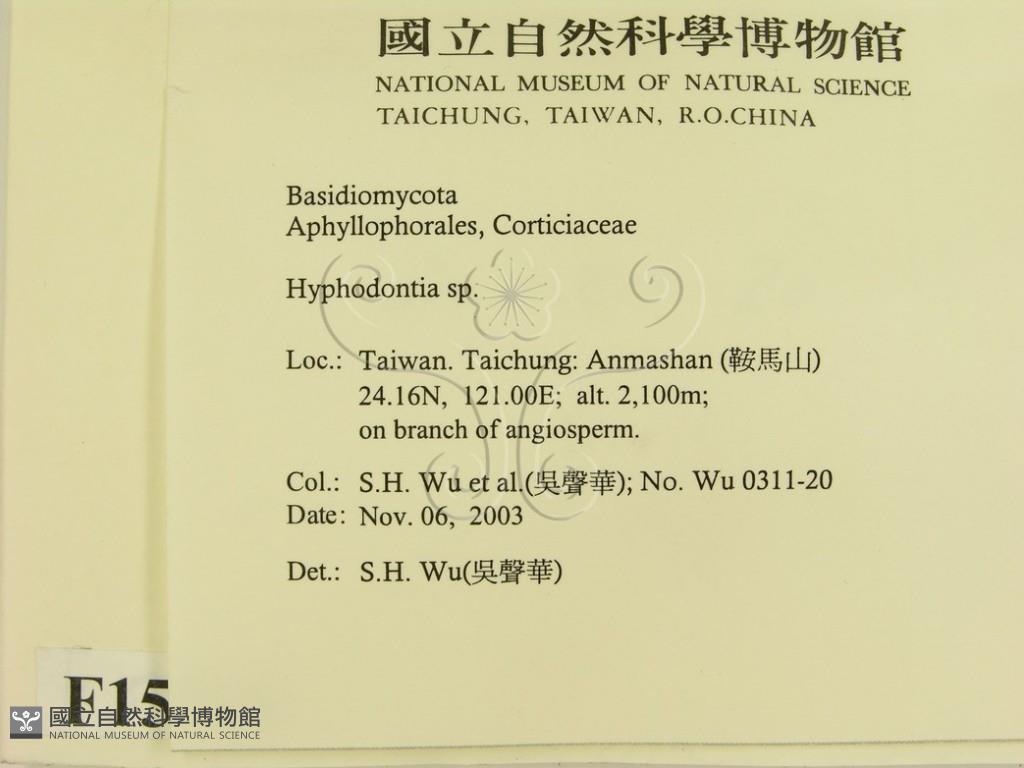 國立自然科學博物館
NATIONAL MUSEUM OF NATURAL SCIENCE
TAICHUNG, TAIWAN, R.O.CHINA
Basidiomycota
Aphyllophorales, Corticiaceae
Hyphodontia sp.
Loc.: Taiwan. Taichung: Anmashan (鞍馬山)
24.16N, 121.00E; alt. 2,100m;
on branch of angiosperm.
Col.: S.H. Wu et al.(吳聲華); No. Wu 0311-20
Date: Nov. 06, 2003
Det.: S.H. Wu(吳聲華)
F15
國立自然科學博物館
NATIONAL MUSEUM OF NATURAL SCIENCE